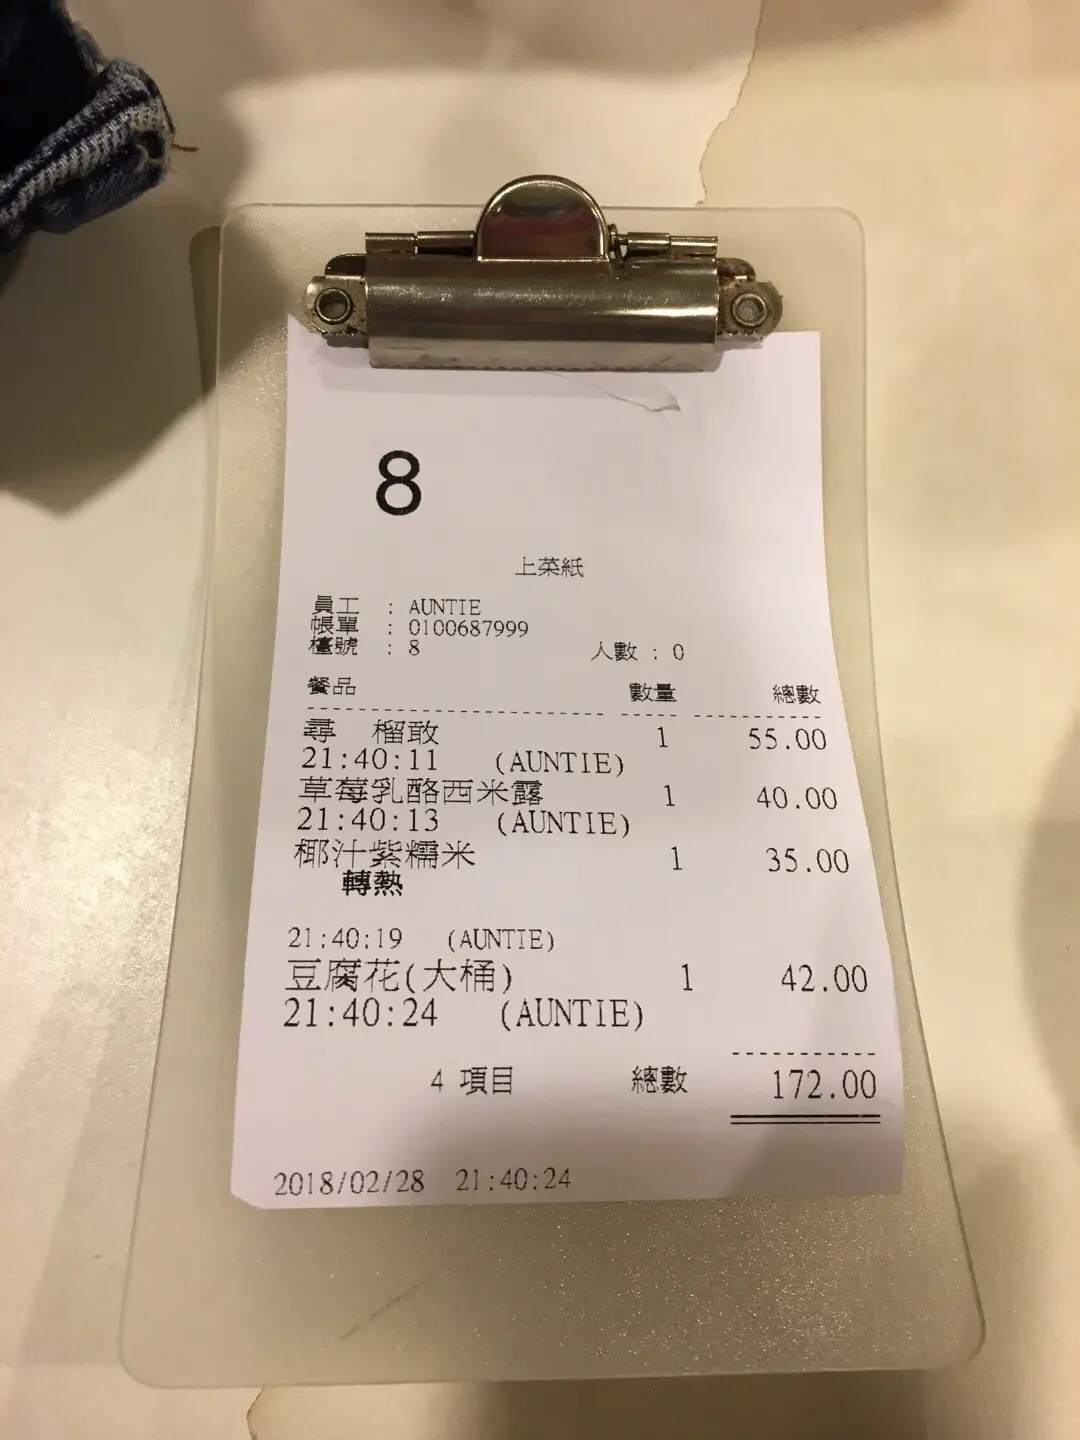 8
上菜紙
員工 : AUNTIE
帳單 : 0100687999
檯號 : 8 人數 : 0
餐品 數量 總數
尋 榴敢 1 55.00
21:40:11 (AUNTIE)
草莓乳酪西米露 1 40.00
21:40:13 (AUNTIE)
椰汁紫糯米 1 35.00
轉熱
21:40:19 (AUNTIE)
豆腐花(大桶) 1 42.00
21:40:24 (AUNTIE)
4 項目 總數 172.00
2018/02/28 21:40:24